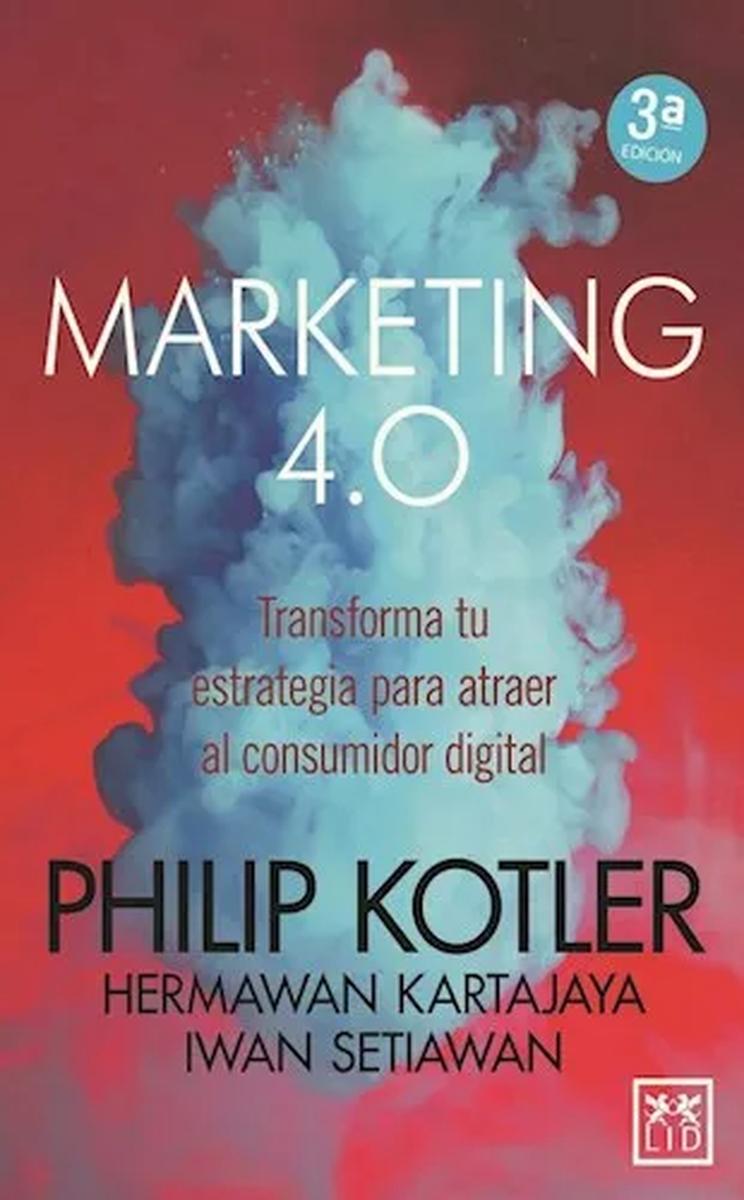 3ª
EDICIÓN
MARKETING
4.0
Transforma tu
estrategia para atraer
al consumidor digital
PHILIP KOTLER
HERMAWAN KARTAJAYA
IWAN SETIAWAN
LID